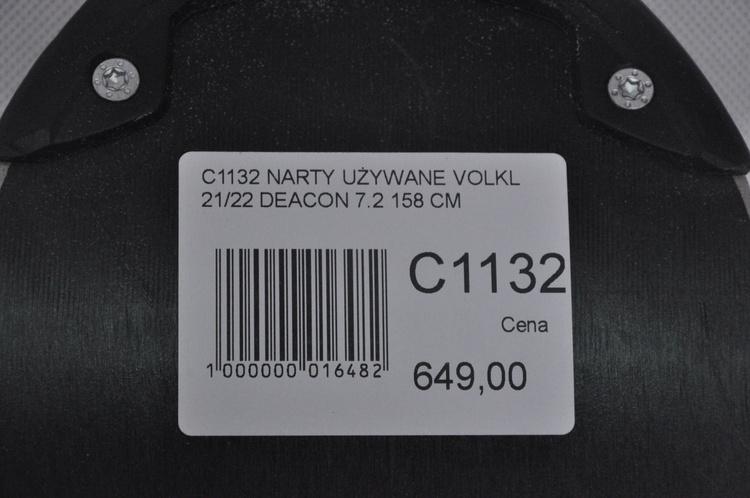 C1132 NARTY UŻYWANE VOLKL
21/22 DEACON 7.2 158 CM
C1132
Cena
1 000000 016482
649,00